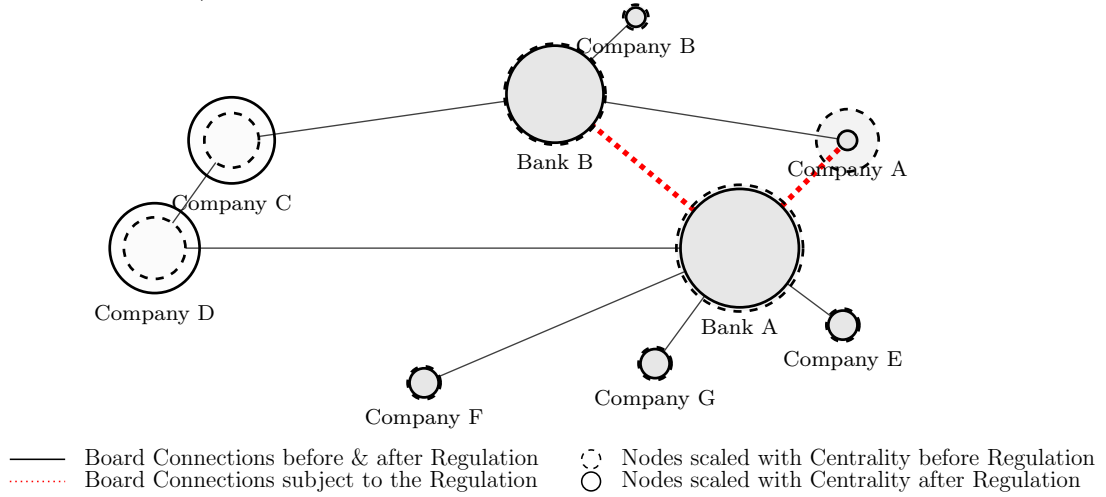 Company B
Bank B
Company A
Company C
Company D
Bank A
Company E
Company G
Company F
Board Connections before & after Regulation
Nodes scaled with Centrality before Regulation
Board Connections subject to the Regulation
Nodes scaled with Centrality after Regulation